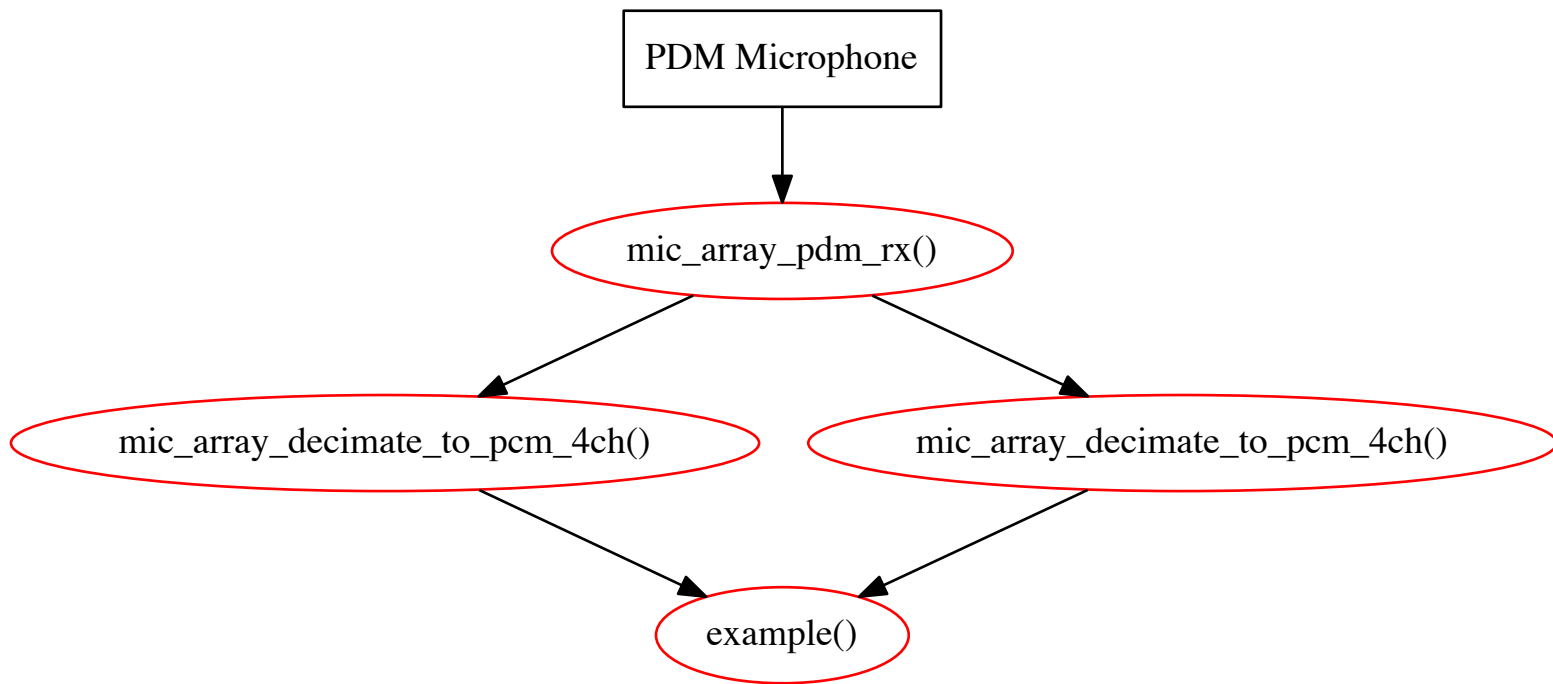 PDM Microphone
mic_array_pdm_rx()
mic_array_decimate_to_pcm_4ch()
mic_array_decimate_to_pcm_4ch()
example()